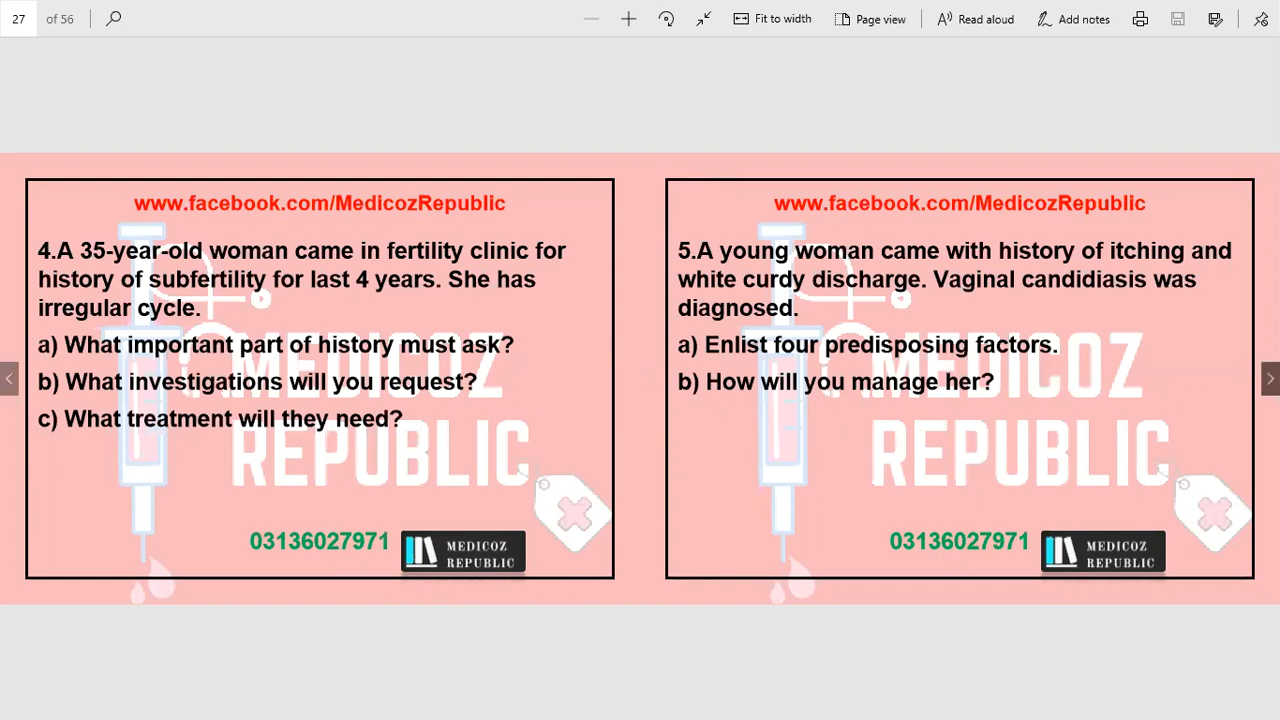 27 of 56
Fit to width
Page view
Read aloud
Add notes
www.facebook.com/MedicozRepublic
4.A 35-year-old woman came in fertility clinic for
history of subfertility for last 4 years. She has
irregular cycle.
a) What important part of history must ask?
b) What investigations will you request?
c) What treatment will they need?
MEDICOZ
REPUBLIC
03136027971
MEDICOZ
REPUBLIC
www.facebook.com/MedicozRepublic
5.A young woman came with history of itching and
white curdy discharge. Vaginal candidiasis was
diagnosed.
a) Enlist four predisposing factors.
b) How will you manage her?
MEDICOZ
REPUBLIC
03136027971
MEDICOZ
REPUBLIC